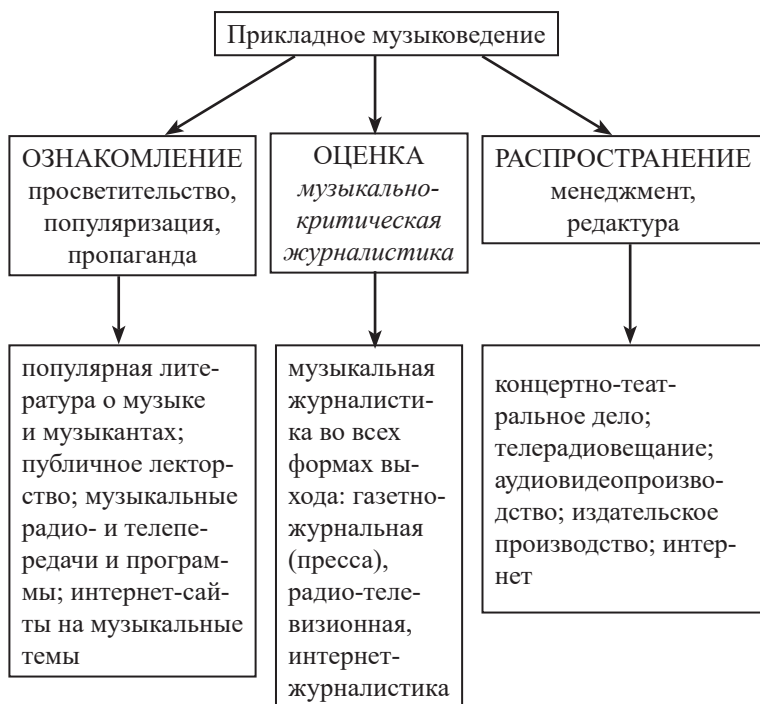 Прикладное музыковедение
ОЗНАКОМЛЕНИЕ
просветительство,
популяризация,
пропаганда
ОЦЕНКА
музыкально-
критическая
журналистика
РАСПРОСТРАНЕНИЕ
менеджмент,
редактура
популярная лите-
ратура о музыке
и музыкантах;
публичное лектор-
ство; музыкальные
радио- и телепе-
редачи и програм-
мы; интернет-сай-
ты на музыкальные
темы
музыкальная
журналисти-
ка во всех
формах вы-
хода: газетно-
журнальная
(пресса),
радио-теле-
визионная,
интернет-
журналистика
концертно-теат-
ральное дело;
телерадиовещание;
аудиовидеопроизво-
дство; издательское
производство; интер-
нет